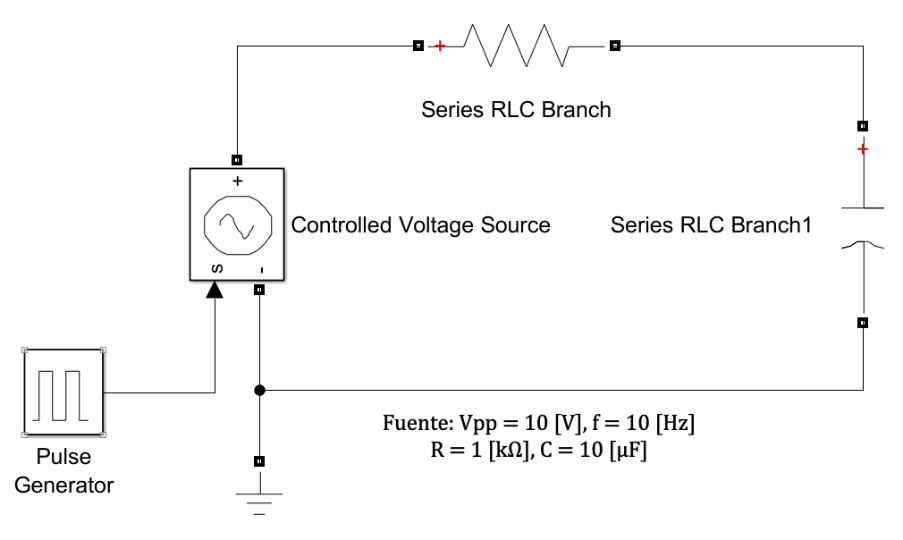 Series RLC Branch
+
Controlled Voltage Source
s
-
Series RLC Branch1
Pulse
Generator
Fuente: Vpp = 10 [V], f = 10 [Hz]
R = 1 [kΩ], C = 10 [μF]